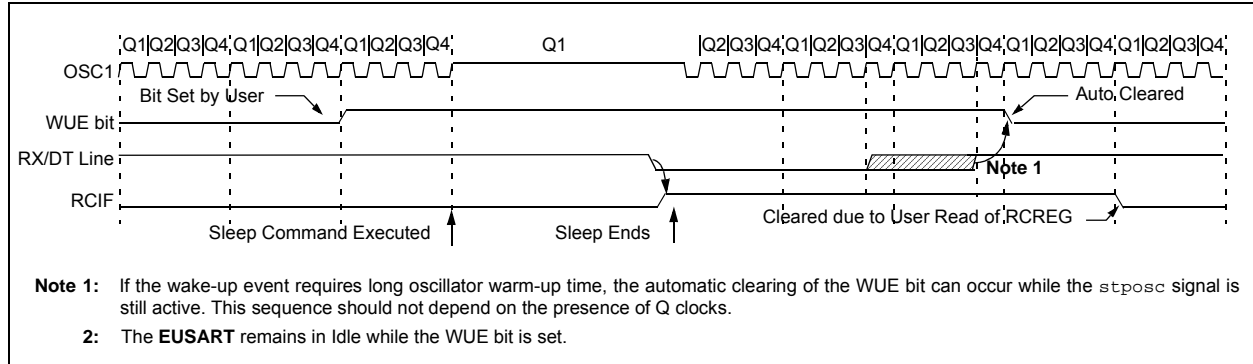 Q1 Q2 Q3 Q4 Q1 Q2 Q3 Q4 Q1 Q2 Q3 Q4 Q1 Q2 Q3 Q4 Q1 Q2 Q3 Q4 Q1 Q2 Q3 Q4 Q1 Q2 Q3 Q4 Q1 Q2 Q3 Q4
OSC1
Bit Set by User Auto Cleared
WUE bit
RX/DT Line
Note 1
RCIF
Cleared due to User Read of RCREG
Sleep Command Executed Sleep Ends
Note 1: If the wake-up event requires long oscillator warm-up time, the automatic clearing of the WUE bit can occur while the stposc signal is
still active. This sequence should not depend on the presence of Q clocks.
2: The EUSART remains in Idle while the WUE bit is set.